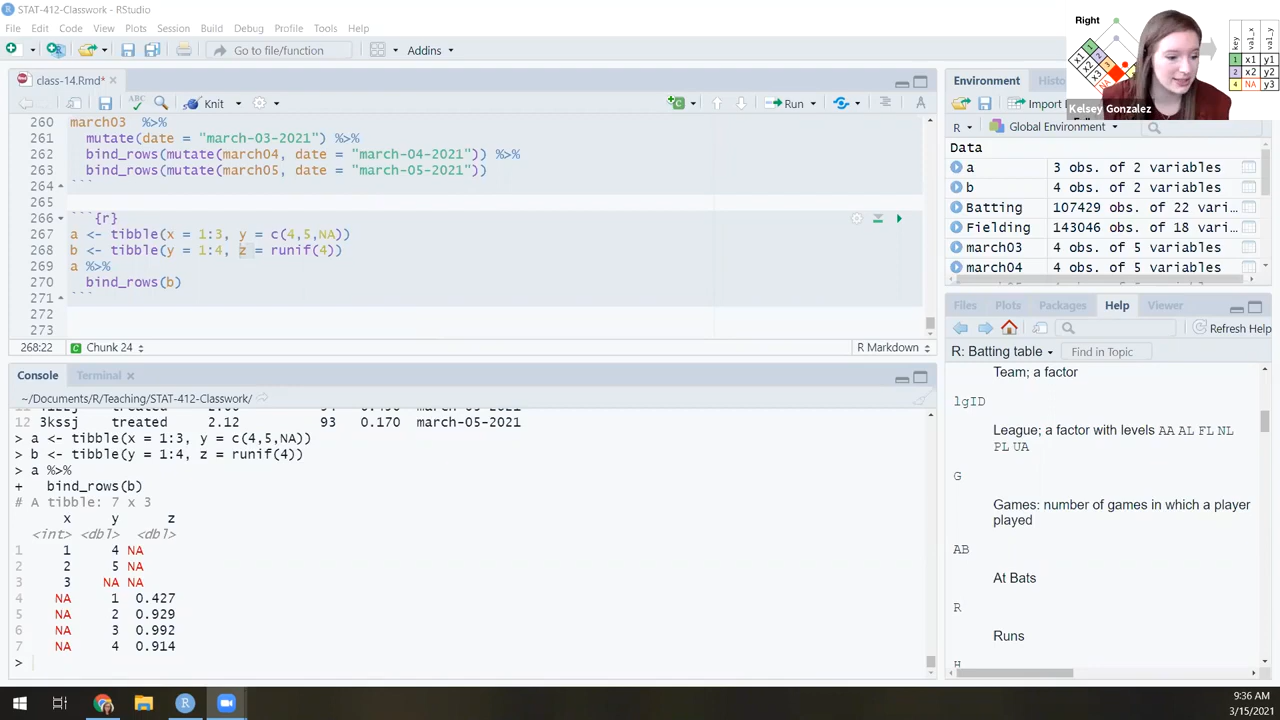 STAT-412-Classwork - RStudio
File Edit Code View Plots Session Build Debug Profile Tools Help
Go to file/function Addins
class-14.Rmd*
Knit Run
260 march03 %>%
261 mutate(date = "march-03-2021") %>%
262 bind_rows(mutate(march04, date = "march-04-2021")) %>%
263 bind_rows(mutate(march05, date = "march-05-2021"))
264 ```
265
266 ```{r}
267 a <- tibble(x = 1:3, y = c(4,5,NA))
268 b <- tibble(y = 1:4, z = runif(4))
269 a %>%
270 bind_rows(b)
271 ```
272
273
268:22 Chunk 24 R Markdown
Console Terminal
~/Documents/R/Teaching/STAT-412-Classwork/
12 3kssj treated 2.12 93 0.170 march-05-2021
> a <- tibble(x = 1:3, y = c(4,5,NA))
> b <- tibble(y = 1:4, z = runif(4))
> a %>%
+ bind_rows(b)
# A tibble: 7 x 3
x y z
<int> <dbl> <dbl>
1 1 4 NA
2 2 5 NA
3 3 NA NA
4 NA 1 0.427
5 NA 2 0.929
6 NA 3 0.992
7 NA 4 0.914
>
Right
x1 1
x2 2
x3 3
NA
key val_x val_y
1 x1 y1
2 x2 y2
4 NA y3
Kelsey Gonzalez
Environment
Import
R Global Environment
Data
a 3 obs. of 2 variables
b 4 obs. of 2 variables
Batting 107429 obs. of 22 vari...
Fielding 143046 obs. of 18 vari...
march03 4 obs. of 5 variables
march04 4 obs. of 5 variables
Files Plots Packages Help Viewer
Refresh Help
R: Batting table Find in Topic
Team; a factor
lgID
League; a factor with levels AA AL FL NL
PL UA
G
Games: number of games in which a player
played
AB
At Bats
R
Runs
H
9:36 AM
3/15/2021